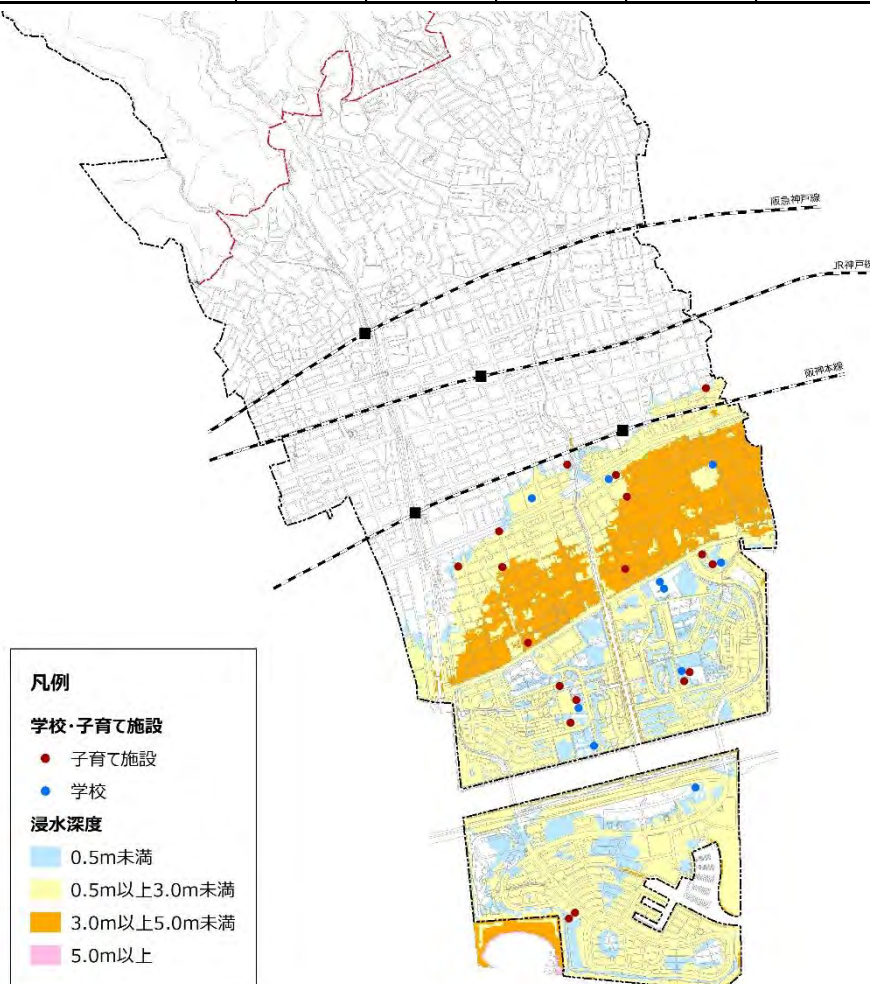 阪急神戸線
JR神戸線
阪神本線
凡例
学校・子育て施設
子育て施設
学校
浸水深度
0.5m未満
0.5m以上3.0m未満
3.0m以上5.0m未満
5.0m以上